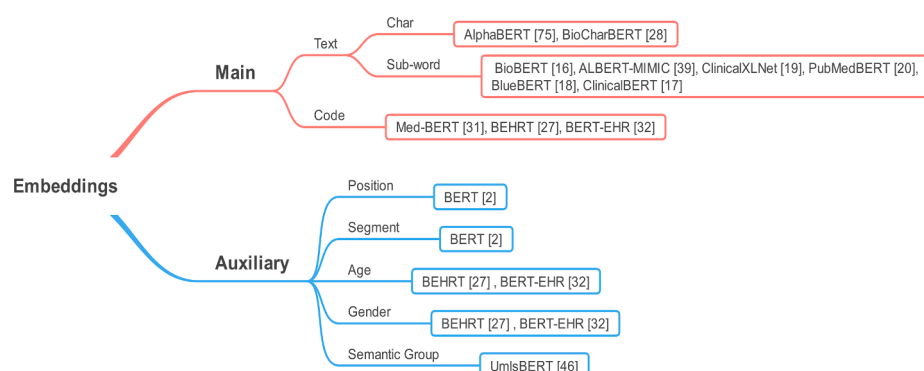 Char
AlphaBERT [75], BioCharBERT [28]
Text
Sub-word
BioBERT [16], ALBERT-MIMIC [39], ClinicalXLNet [19], PubMedBERT [20],
BlueBERT [18], ClinicalBERT [17]
Main
Code
Med-BERT [31], BEHRT [27], BERT-EHR [32]
Embeddings
Position
BERT [2]
Segment
BERT [2]
Auxiliary
Age
BEHRT [27] , BERT-EHR [32]
Gender
BEHRT [27] , BERT-EHR [32]
Semantic Group
UmlsBERT [46]